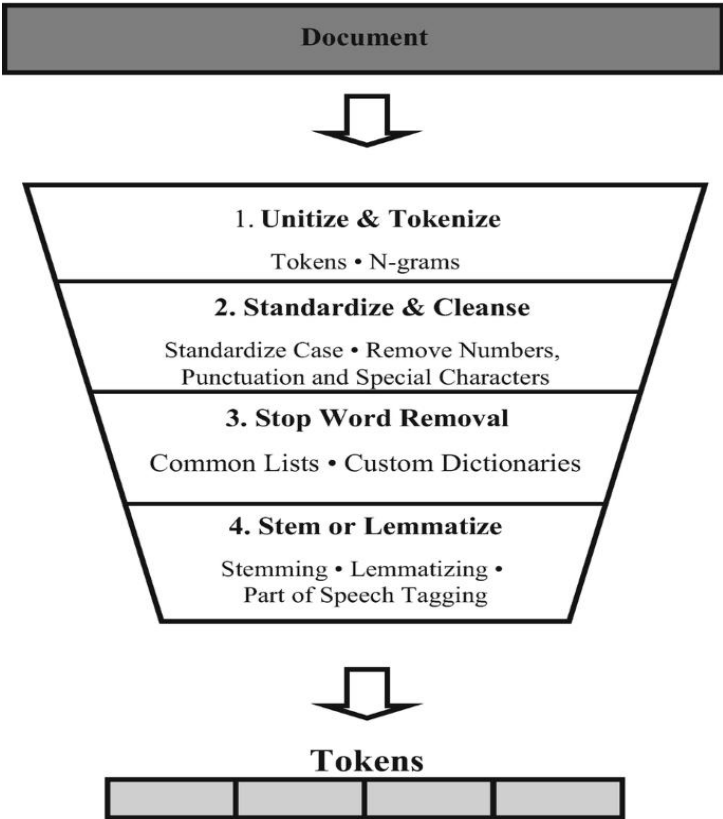 Document
1. Unitize & Tokenize
Tokens • N-grams
2. Standardize & Cleanse
Standardize Case • Remove Numbers,
Punctuation and Special Characters
3. Stop Word Removal
Common Lists • Custom Dictionaries
4. Stem or Lemmatize
Stemming • Lemmatizing •
Part of Speech Tagging
Tokens